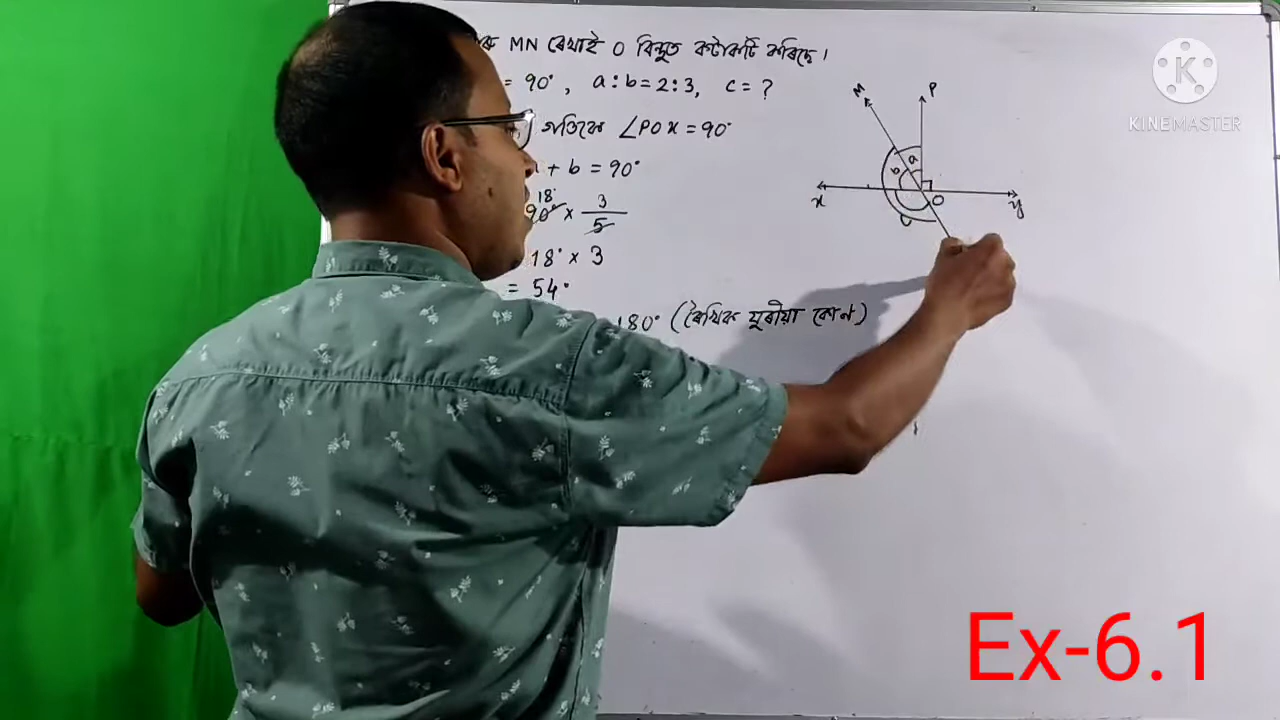 MN ৰেখাই O বিন্দুত কটাকটি কৰিছে।
= 90°, a:b=2:3, c=?
গতিকে ∠POX=90°
+ b = 90°
18°
90° × 3/5
18° × 3
= 54°
180° (ৰৈখিক যুৰীয়া কোণ)
M P
a
b
x O y
c
K
KINEMASTER
Ex-6.1